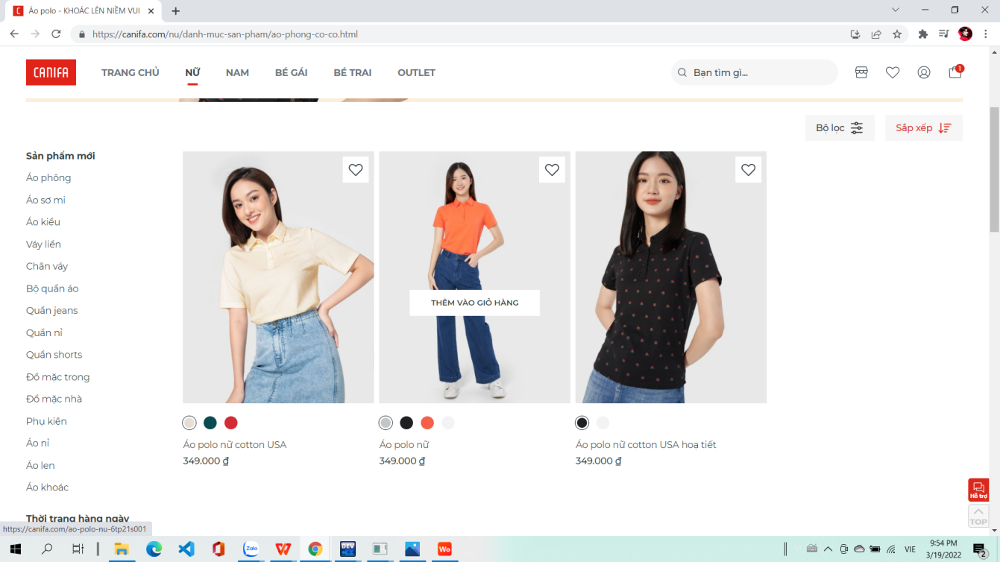 Áo polo - KHOÁC LÊN NIỀM VUI
https://canifa.com/nu/danh-muc-san-pham/ao-phong-co-co.html
CANIFA
TRANG CHỦ
NỮ
NAM
BÉ GÁI
BÉ TRAI
OUTLET
Bạn tìm gì...
1
Bộ lọc
Sắp xếp
Sản phẩm mới
Áo phông
Áo sơ mi
Áo kiểu
Váy liền
Chân váy
Bộ quần áo
Quần jeans
Quần nỉ
Quần shorts
Đồ mặc trong
Đồ mặc nhà
Phụ kiện
Áo nỉ
Áo len
Áo khoác
Thời trang hàng ngày
THÊM VÀO GIỎ HÀNG
Áo polo nữ cotton USA
349.000 ₫
Áo polo nữ
349.000 ₫
Áo polo nữ cotton USA hoạ tiết
349.000 ₫
Hỗ trợ
TOP
https://canifa.com/ao-polo-nu-6tp21s001
Zalo
DEV
Wo
VIE
9:54 PM
3/19/2022
2